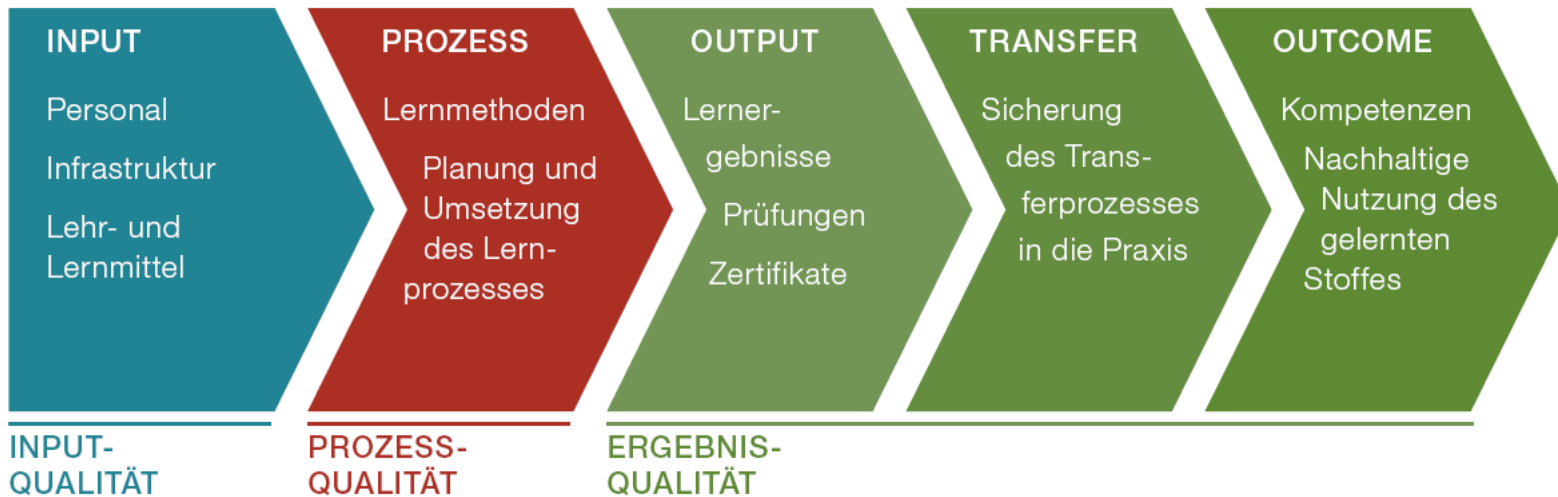 INPUT
Personal
Infrastruktur
Lehr- und
Lernmittel
PROZESS
Lernmethoden
Planung und
Umsetzung
des Lern-
prozesses
OUTPUT
Lerner-
gebnisse
Prüfungen
Zertifikate
TRANSFER
Sicherung
des Trans-
ferprozesses
in die Praxis
OUTCOME
Kompetenzen
Nachhaltige
Nutzung des
gelernten
Stoffes
INPUT-
QUALITÄT
PROZESS-
QUALITÄT
ERGEBNIS-
QUALITÄT